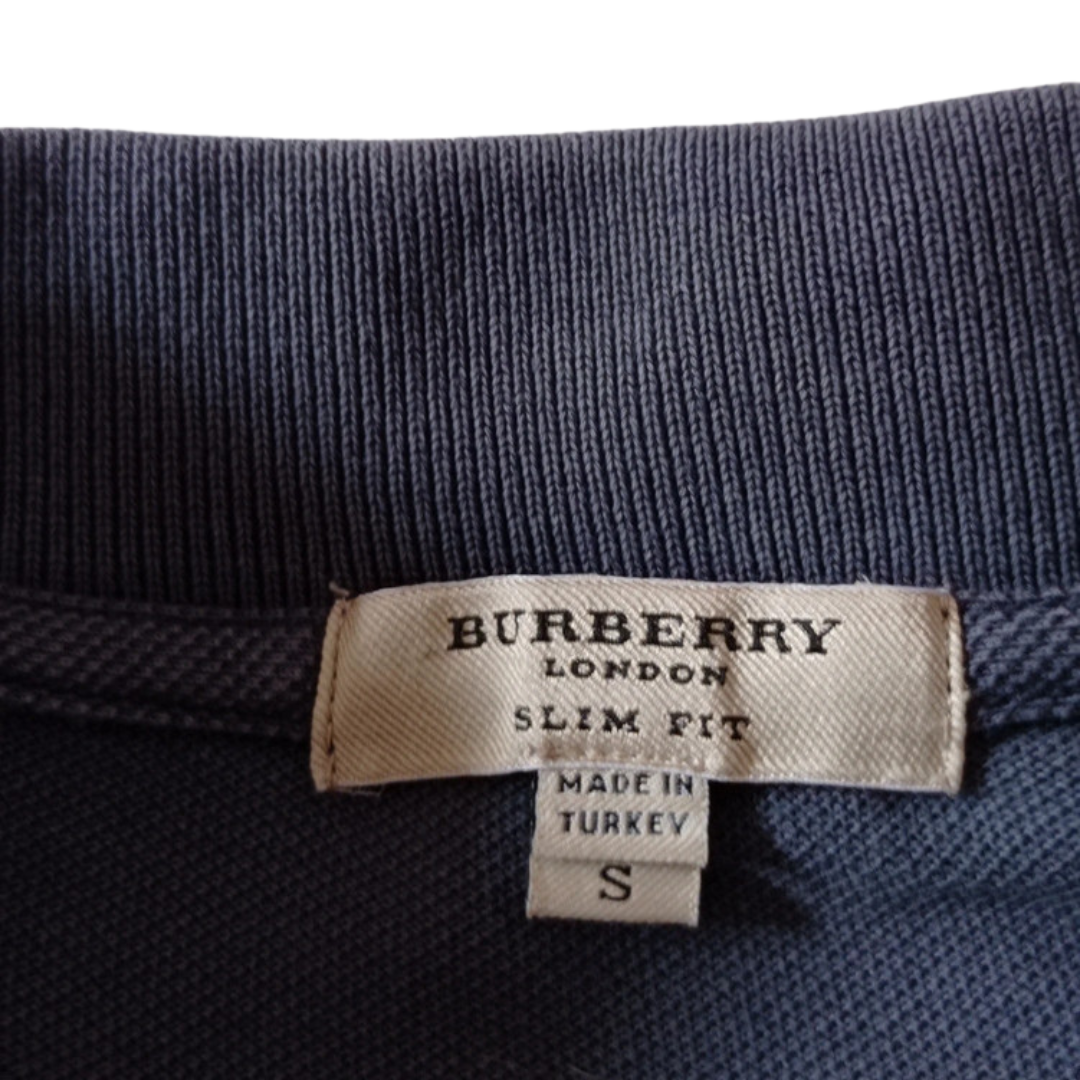 BURBERRY
LONDON
SLIM FIT
MADE IN
TURKEY
S